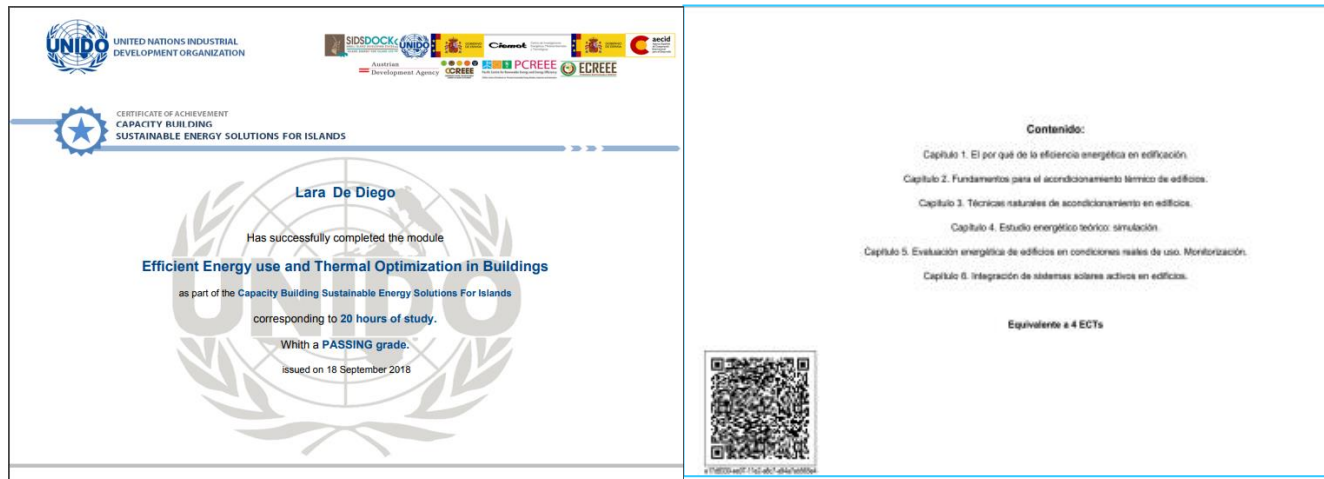 UNIDO
UNITED NATIONS INDUSTRIAL
DEVELOPMENT ORGANIZATION
SIDSDOCK
UNIDO
GOBIERNO
DE ESPAÑA
Ciemat
aecid
Austrian
Development Agency
CCREEE
PCREEE
ECREEE
CERTIFICATE OF ACHIEVEMENT
CAPACITY BUILDING
SUSTAINABLE ENERGY SOLUTIONS FOR ISLANDS
Lara De Diego
Has successfully completed the module
Efficient Energy use and Thermal Optimization in Buildings
as part of the Capacity Building Sustainable Energy Solutions For Islands
corresponding to 20 hours of study.
Whith a PASSING grade.
issued on 18 September 2018
UNIDO
Contenido:
Capítulo 1. El por qué de la eficiencia energética en edificación.
Capítulo 2. Fundamentos para el acondicionamiento térmico de edificios.
Capítulo 3. Técnicas naturales de acondicionamiento en edificios.
Capítulo 4. Estudio energético teórico: simulación.
Capítulo 5. Evaluación energética de edificios en condiciones reales de uso. Monitorización.
Capítulo 6. Integración de sistemas solares activos en edificios.
Equivalente a 4 ECTs